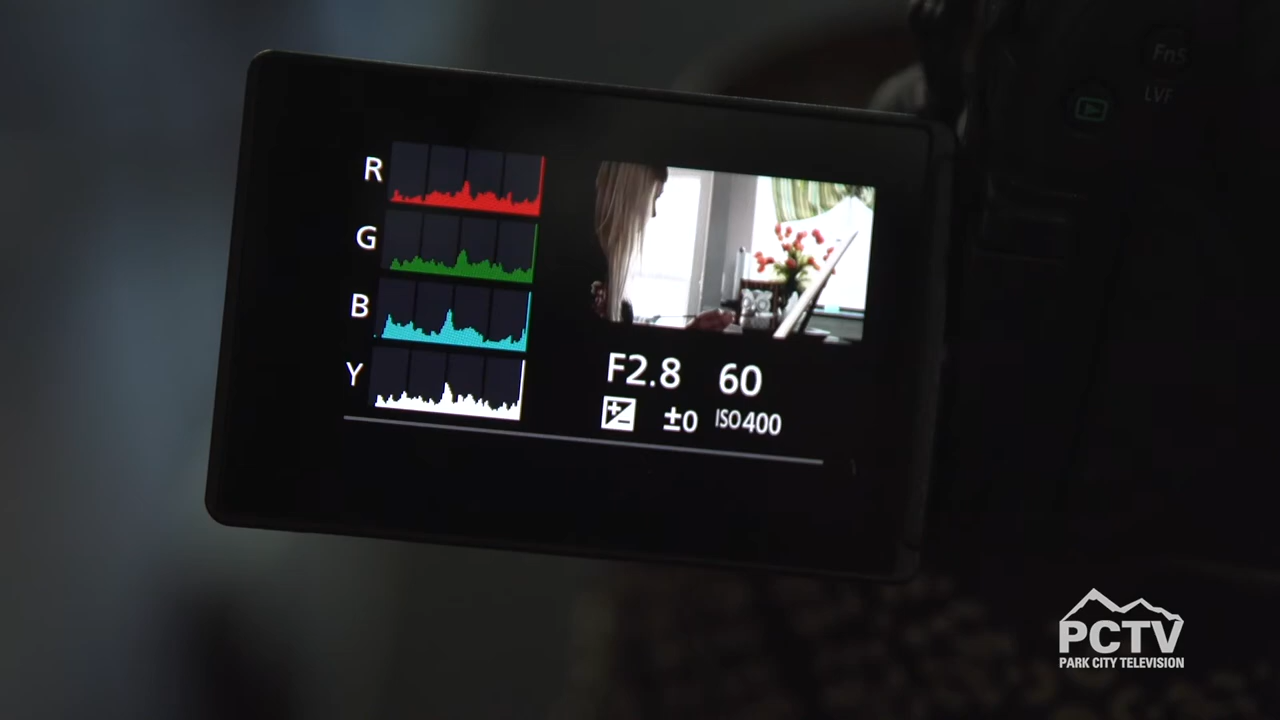 R
G
B
Y
F2.8 60
±0 ISO400
Fn5
LVF
PCTV
PARK CITY TELEVISION